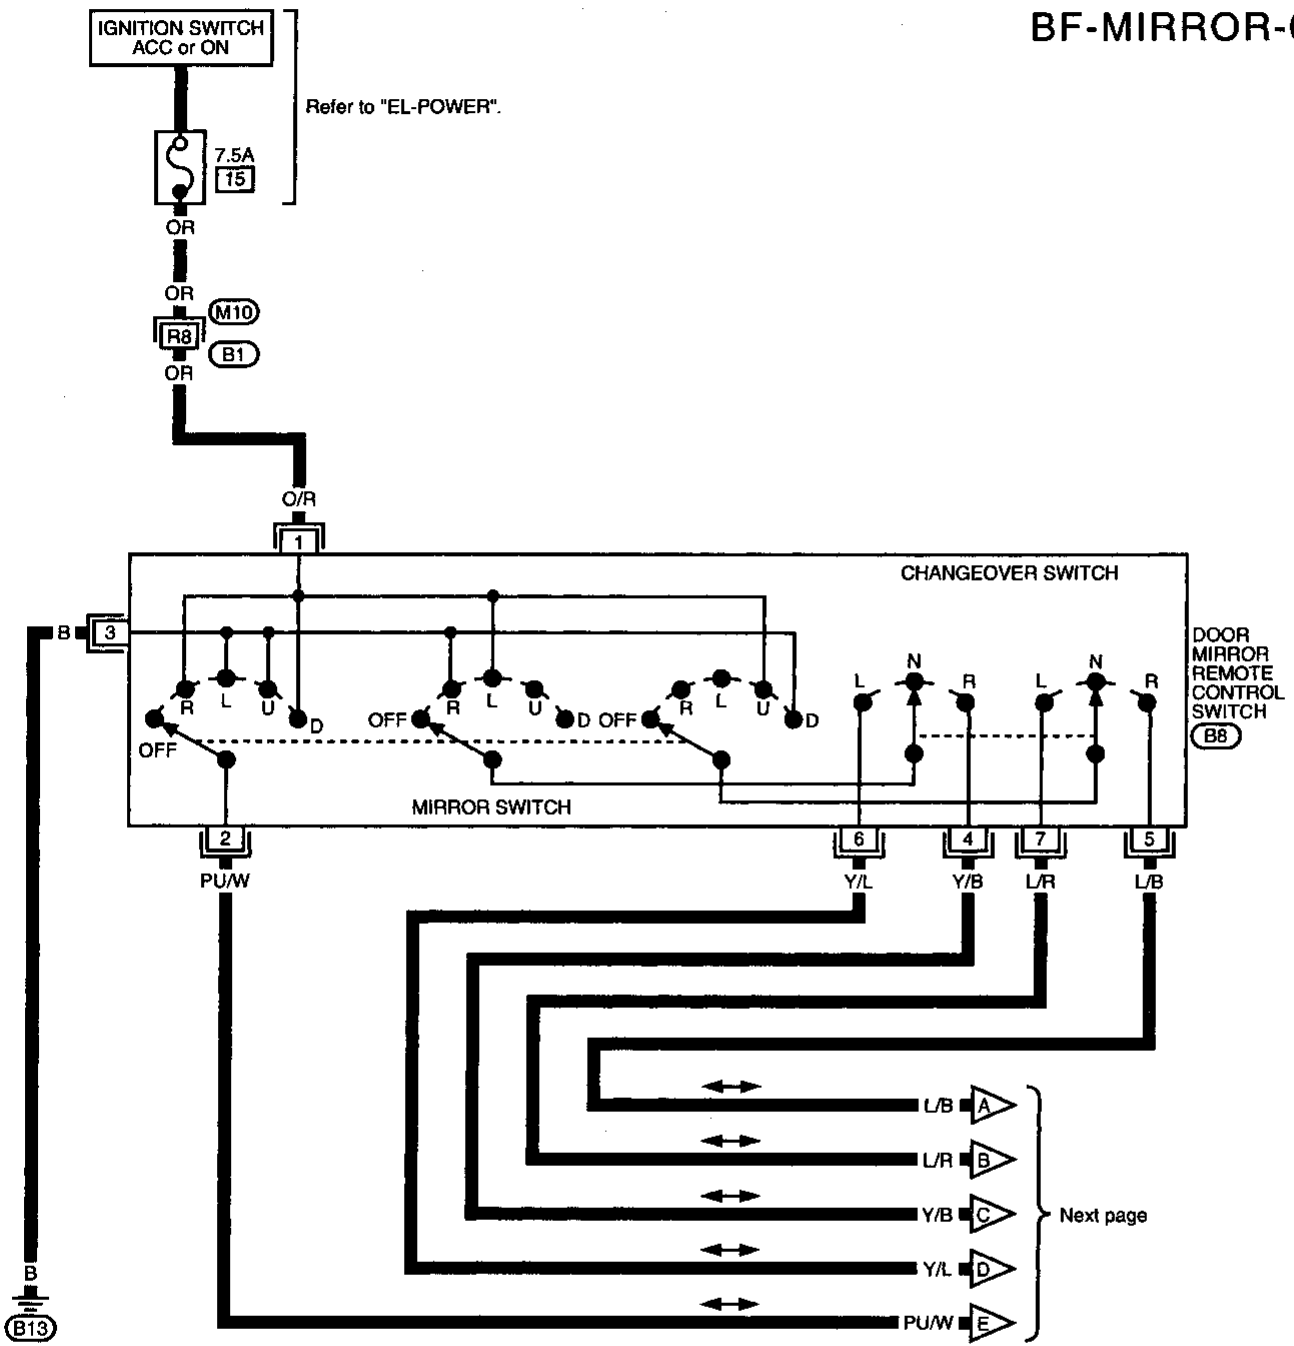 BF-MIRROR-
IGNITION SWITCH
ACC or ON
Refer to "EL-POWER".
7.5A
15
OR
OR
M10
R8
B1
OR
O/R
1
CHANGEOVER SWITCH
B
3
DOOR
MIRROR
REMOTE
CONTROL
SWITCH
B8
R
L
U
D
OFF
OFF
R
L
U
D
OFF
R
L
U
D
L
N
R
L
N
R
MIRROR SWITCH
2
6
4
7
5
PU/W
Y/L
Y/B
L/R
L/B
L/B
A
L/R
B
Y/B
C
Next page
Y/L
D
B
PU/W
E
B13